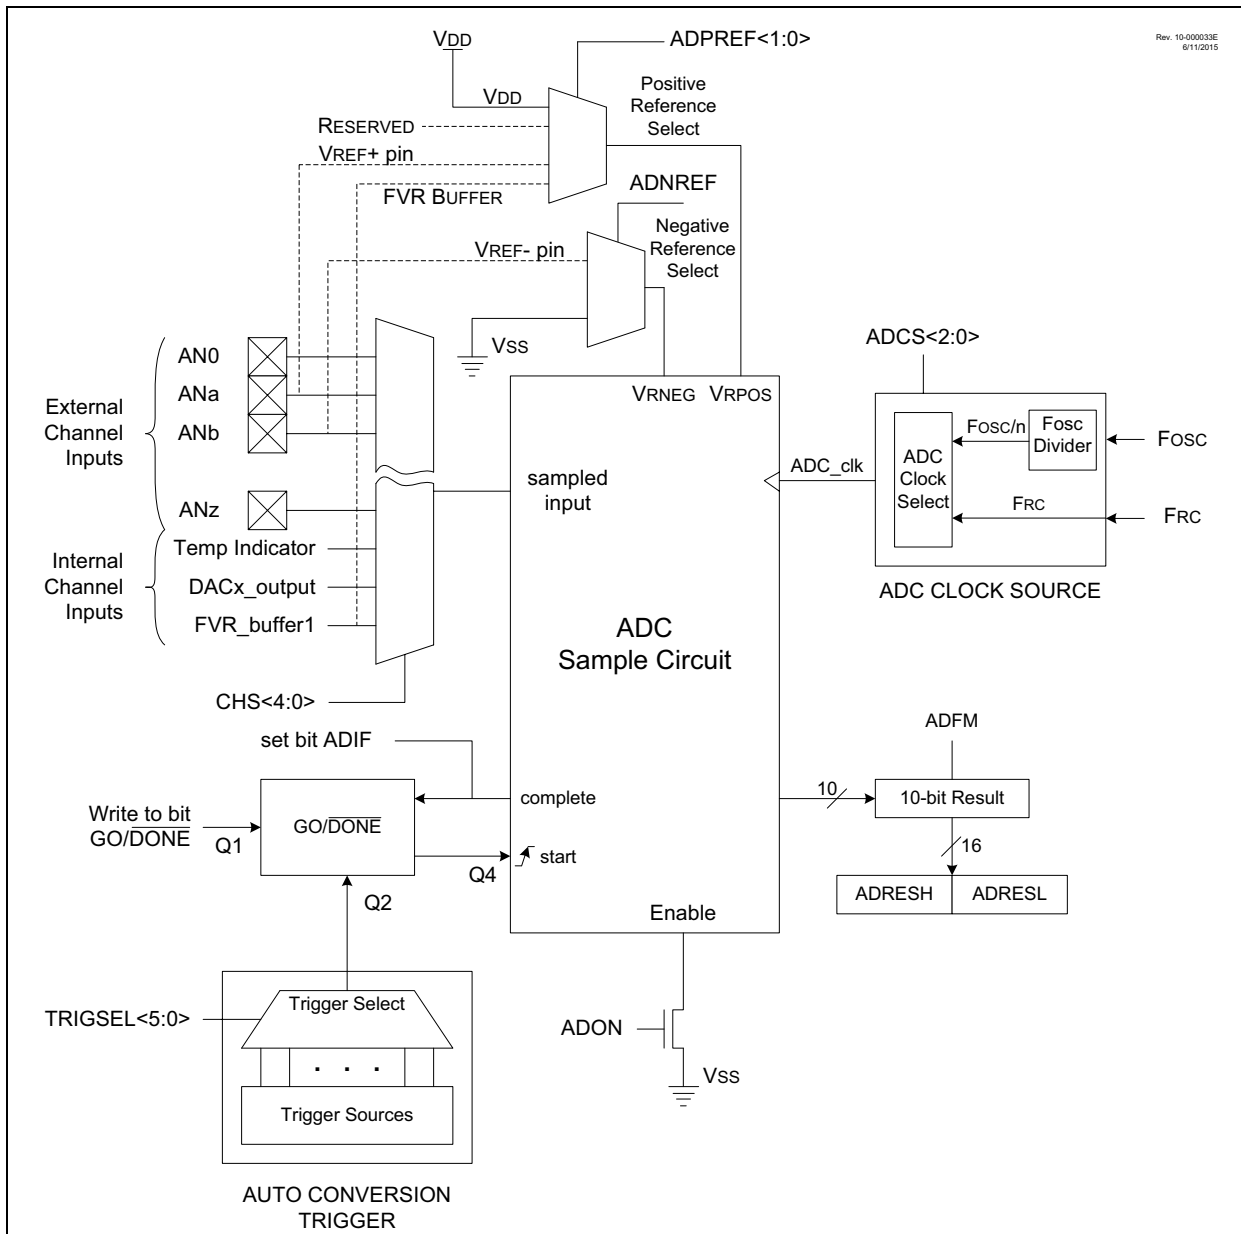 Rev. 10-000033E
6/11/2015
VDD
ADPREF<1:0>
VDD
Positive
Reference
Select
RESERVED
VREF+ pin
FVR BUFFER
ADNREF
Negative
Reference
Select
VREF- pin
VSS
AN0
ANa
ANb
External
Channel
Inputs
ANz
Temp Indicator
Internal
Channel
Inputs
DACx_output
FVR_buffer1
CHS<4:0>
VRNEG VRPOS
sampled
input
ADC
Sample Circuit
ADCS<2:0>
ADC_clk
ADC
Clock
Select
FOSC/n
Fosc
Divider
FOSC
FRC
FRC
ADC CLOCK SOURCE
set bit ADIF
complete
Write to bit
GO/DONE
Q1
GO/DONE
Q4
start
Q2
Enable
ADFM
10
10-bit Result
16
ADRESH
ADRESL
ADON
VSS
TRIGSEL<5:0>
Trigger Select
. . .
Trigger Sources
AUTO CONVERSION
TRIGGER